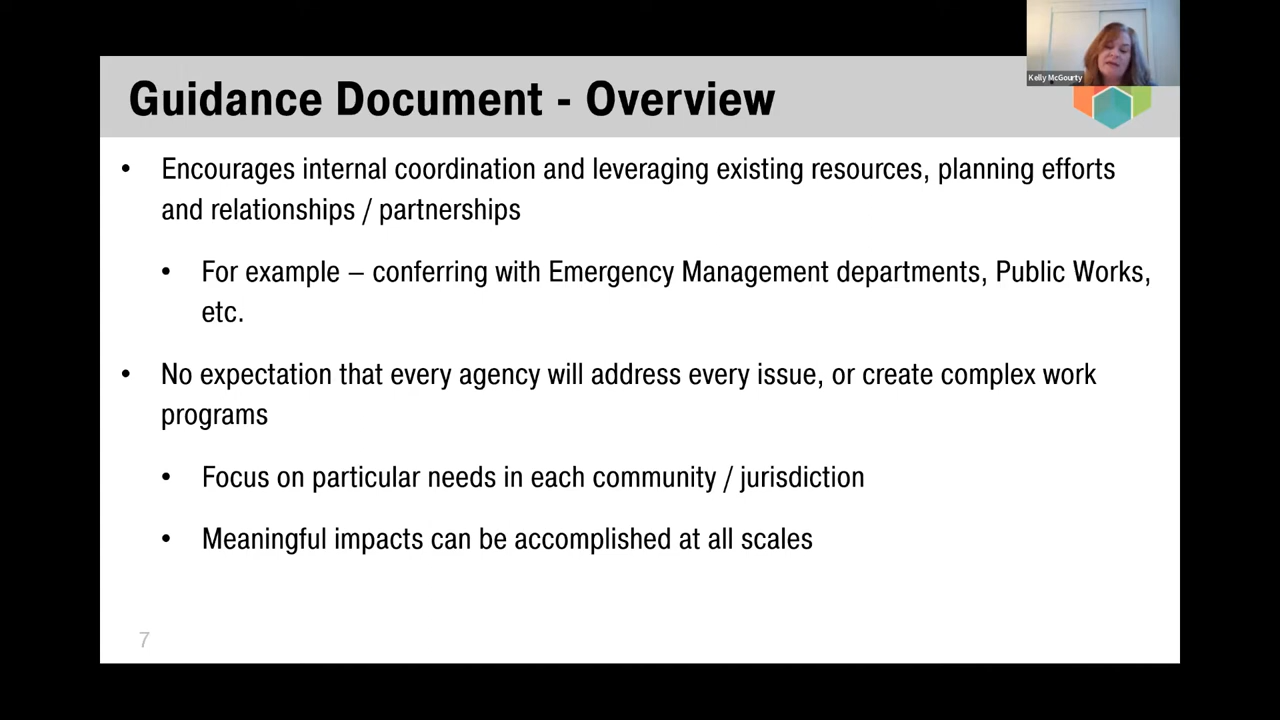 Kelly McGourty
Guidance Document - Overview
• Encourages internal coordination and leveraging existing resources, planning efforts
and relationships / partnerships
• For example – conferring with Emergency Management departments, Public Works,
etc.
• No expectation that every agency will address every issue, or create complex work
programs
• Focus on particular needs in each community / jurisdiction
• Meaningful impacts can be accomplished at all scales
7